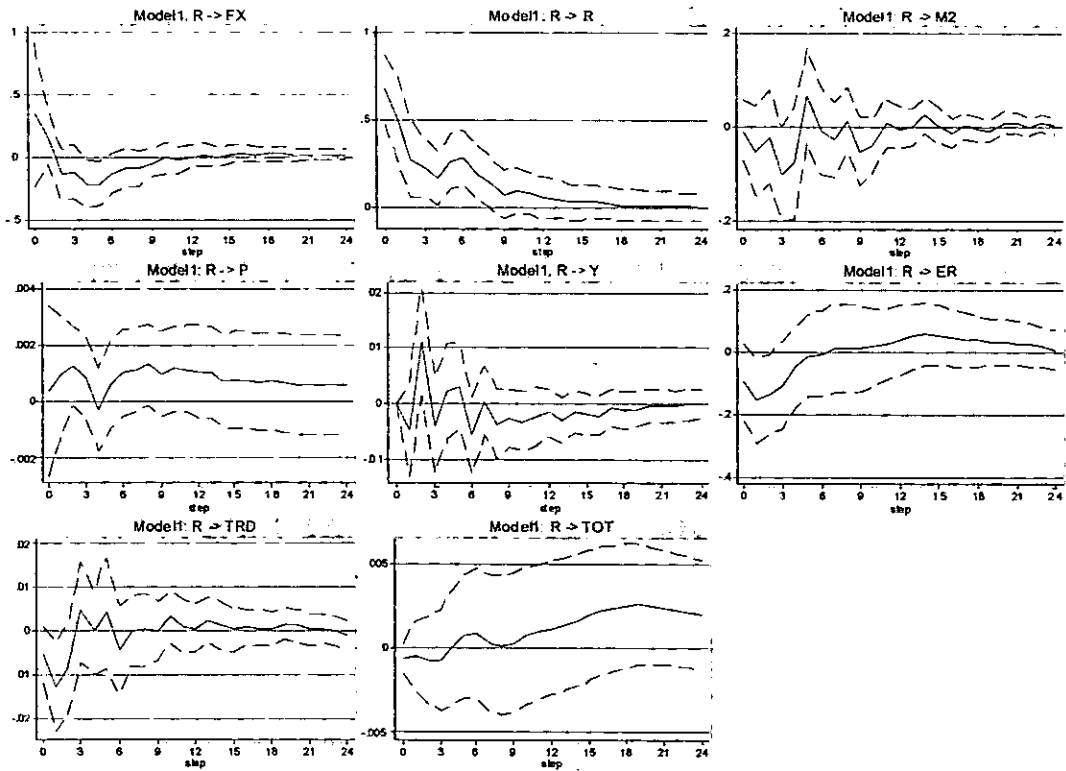 Model1, R -> FX
1
.5
0
-.5
0 3 6 9 12 15 18 21 24
step
Model1; R -> R
1
.5
0
0 3 6 9 12 15 18 21 24
step
Model1: R -> M2
.2
0
-.2
0 3 6 9 12 15 18 21 24
step
Model1: R -> P
.004
.002
0
-.002
0 3 6 9 12 15 18 21 24
step
Model1, R -> Y
.02
.01
0
-.01
0 3 6 9 12 15 18 21 24
step
Model1: R -> ER
.2
0
-.2
-.4
0 3 6 9 12 15 18 21 24
step
Model1: R -> TRD
.02
.01
0
.01
-.02
0 3 6 9 12 15 18 21 24
step
Model1: R -> TOT
.005
0
-.005
0 3 6 9 12 15 18 21 24
step